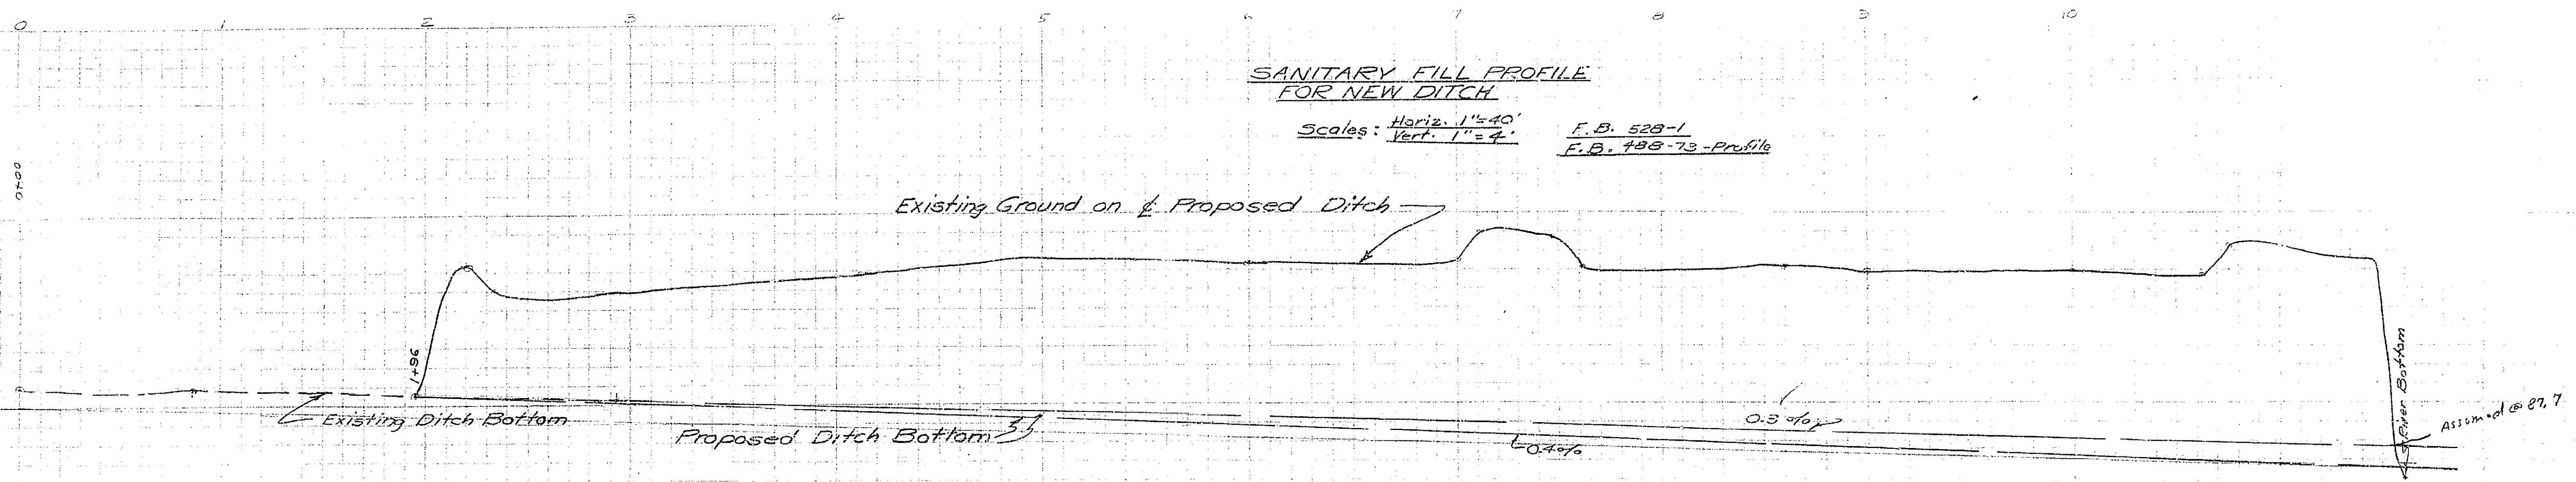 0 1 2 3 4 5 6 7 8 9 10
SANITARY FILL PROFILE
FOR NEW DITCH
Scales: Horiz. 1"=40'
Vert. 1"=4'
F.B. 528-1
F.B. 488-73-Profile
0+00
Existing Ground on ℄ Proposed Ditch
1+96
Existing Ditch Bottom
Proposed Ditch Bottom
0.3%
0.4%
River Bottom
Assumed @ 87.7